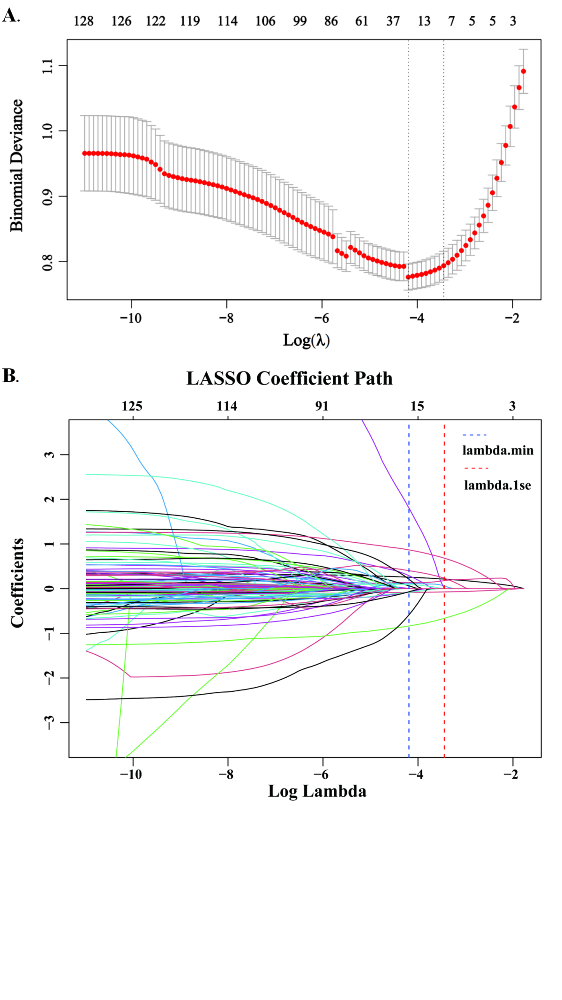 A.
128 126 122 119 114 106 99 86 61 37 13 7 5 5 3
Binomial Deviance
1.1
1.0
0.9
0.8
−10 −8 −6 −4 −2
Log(λ)
B.
LASSO Coefficient Path
125 114 91 15 3
Coefficients
3
2
1
0
−1
−2
−3
lambda.min
lambda.1se
−10 −8 −6 −4 −2
Log Lambda